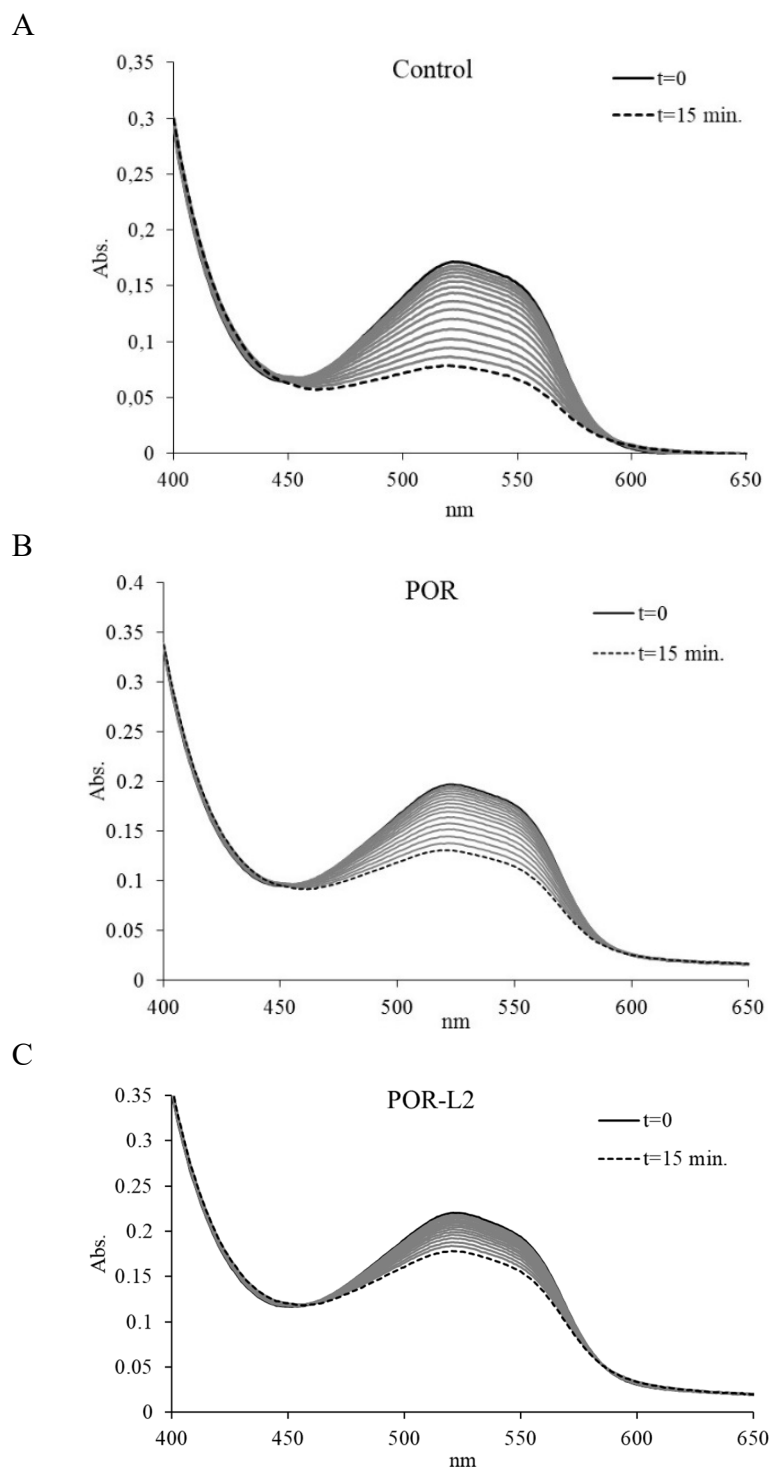 A
Control
t=0
t=15 min.
0,35
0,3
0,25
0,2
0,15
0,1
0,05
0
Abs.
400 450 500 550 600 650
nm
B
POR
t=0
t=15 min.
0.4
0.35
0.3
0.25
0.2
0.15
0.1
0.05
0
Abs.
400 450 500 550 600 650
nm
C
POR-L2
t=0
t=15 min.
0.35
0.3
0.25
0.2
0.15
0.1
0.05
0
Abs.
400 450 500 550 600 650
nm